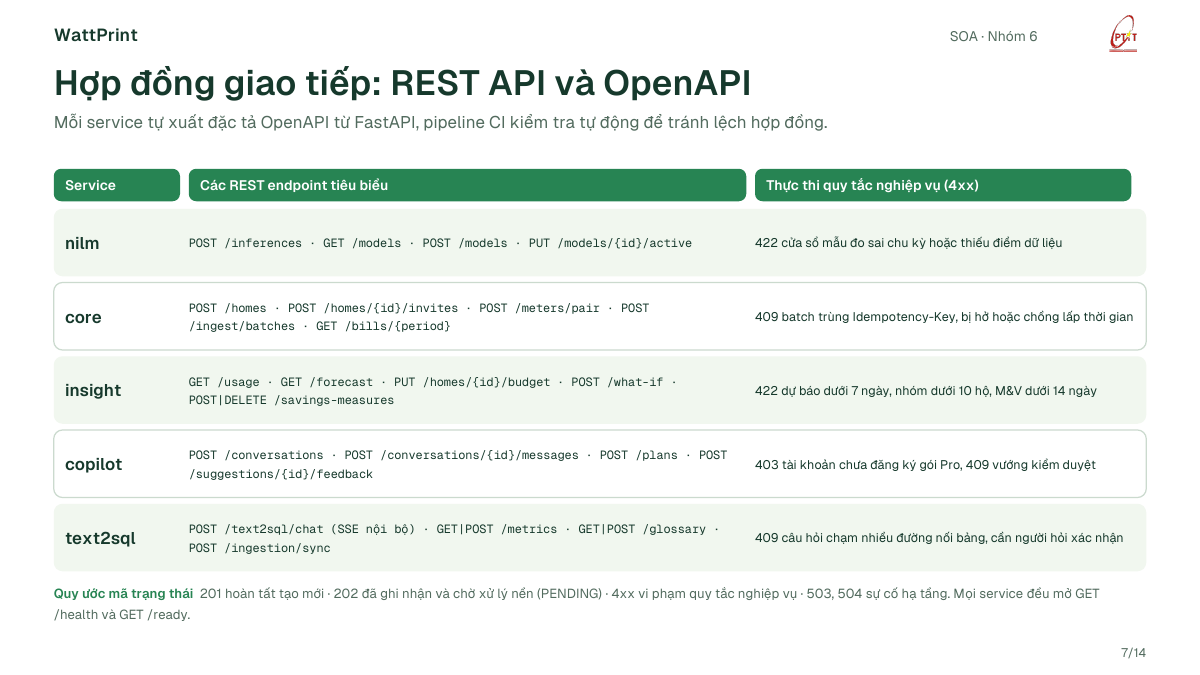 WattPrint
SOA · Nhóm 6
PTIT
Hợp đồng giao tiếp: REST API và OpenAPI
Mỗi service tự xuất đặc tả OpenAPI từ FastAPI, pipeline CI kiểm tra tự động để tránh lệch hợp đồng.
Service
Các REST endpoint tiêu biểu
Thực thi quy tắc nghiệp vụ (4xx)
nilm
POST /inferences · GET /models · POST /models · PUT /models/{id}/active
422 cửa sổ mẫu đo sai chu kỳ hoặc thiếu điểm dữ liệu
core
POST /homes · POST /homes/{id}/invites · POST /meters/pair · POST
/ingest/batches · GET /bills/{period}
409 batch trùng Idempotency-Key, bị hở hoặc chồng lấp thời gian
insight
GET /usage · GET /forecast · PUT /homes/{id}/budget · POST /what-if ·
POST|DELETE /savings-measures
422 dự báo dưới 7 ngày, nhóm dưới 10 hộ, M&V dưới 14 ngày
copilot
POST /conversations · POST /conversations/{id}/messages · POST /plans · POST
/suggestions/{id}/feedback
403 tài khoản chưa đăng ký gói Pro, 409 vướng kiểm duyệt
text2sql
POST /text2sql/chat (SSE nội bộ) · GET|POST /metrics · GET|POST /glossary ·
POST /ingestion/sync
409 câu hỏi chạm nhiều đường nối bảng, cần người hỏi xác nhận
Quy ước mã trạng thái 201 hoàn tất tạo mới · 202 đã ghi nhận và chờ xử lý nền (PENDING) · 4xx vi phạm quy tắc nghiệp vụ · 503, 504 sự cố hạ tầng. Mọi service đều mở GET
/health và GET /ready.
7/14